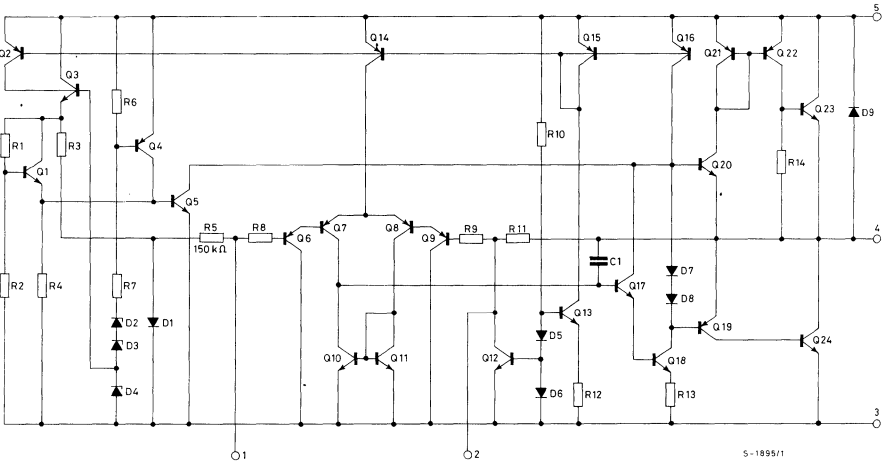 5
Q2
Q14
Q15
Q16
Q21
Q22
Q3
R6
Q23
D9
R10
R1
R3
Q4
R14
Q1
Q20
Q5
R5
150 kΩ
R8
Q6
Q7
Q8
Q9
R9
R11
4
C1
D7
R2
R4
R7
Q17
D8
D2
D1
Q13
Q19
D3
D5
Q24
Q10
Q11
Q12
Q18
D4
D6
R12
R13
3
1
2
S-1895/1